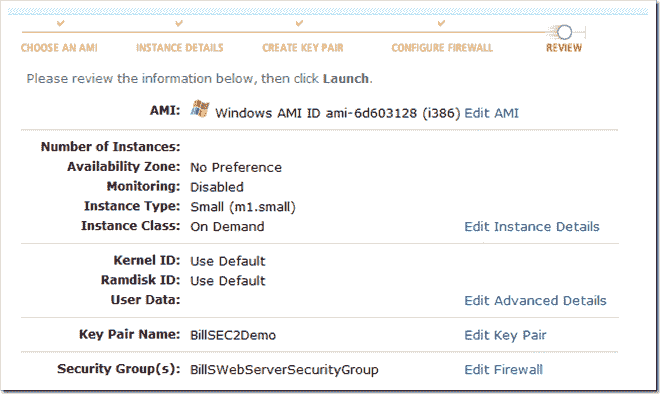 CHOOSE AN AMI INSTANCE DETAILS CREATE KEY PAIR CONFIGURE FIREWALL REVIEW
Please review the information below, then click Launch.
AMI: Windows AMI ID ami-6d603128 (i386) Edit AMI
Number of Instances:
Availability Zone: No Preference
Monitoring: Disabled
Instance Type: Small (m1.small)
Instance Class: On Demand Edit Instance Details
Kernel ID: Use Default
Ramdisk ID: Use Default
User Data: Edit Advanced Details
Key Pair Name: BillSEC2Demo Edit Key Pair
Security Group(s): BillSWebServerSecurityGroup Edit Firewall